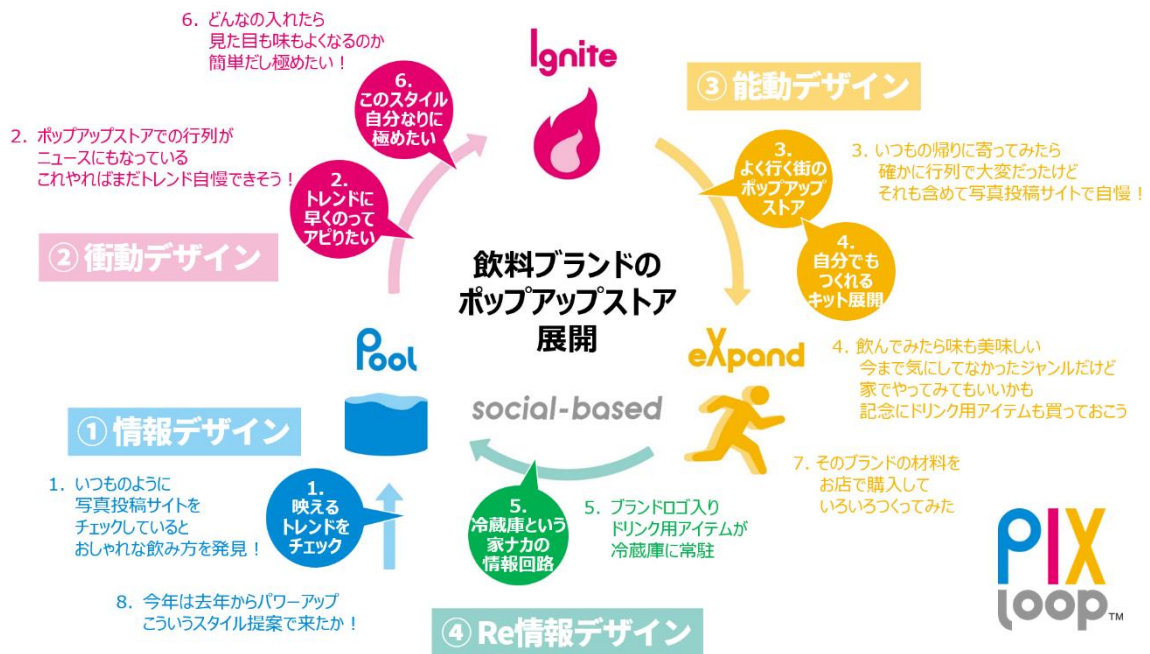 6. どんなの入れたら
見た目も味もよくなるのか
簡単だし極めたい！
Ignite
6.
このスタイル
自分なりに
極めたい
③ 能動デザイン
2. ポップアップストアでの行列が
ニュースにもなっている
これやればまだトレンド自慢できそう！
2.
トレンドに
早くのって
アピりたい
3.
よく行く街の
ポップアップ
ストア
3. いつもの帰りに寄ってみたら
確かに行列で大変だったけど
それも含めて写真投稿サイトで自慢！
② 衝動デザイン
4.
自分でも
つくれる
キット展開
飲料ブランドの
ポップアップストア
展開
Pool
eXpand
4. 飲んでみたら味も美味しい
今まで気にしてなかったジャンルだけど
家でやってみてもいいかも
記念にドリンク用アイテムも買っておこう
social-based
① 情報デザイン
1. いつものように
写真投稿サイトを
チェックしていると
おしゃれな飲み方を発見！
1.
映える
トレンドを
チェック
5.
冷蔵庫という
家ナカの
情報回路
5. ブランドロゴ入り
ドリンク用アイテムが
冷蔵庫に常駐
7. そのブランドの材料を
お店で購入して
いろいろつくってみた
8. 今年は去年からパワーアップ
こういうスタイル提案で来たか！
④ Re情報デザイン
PIX
loop™